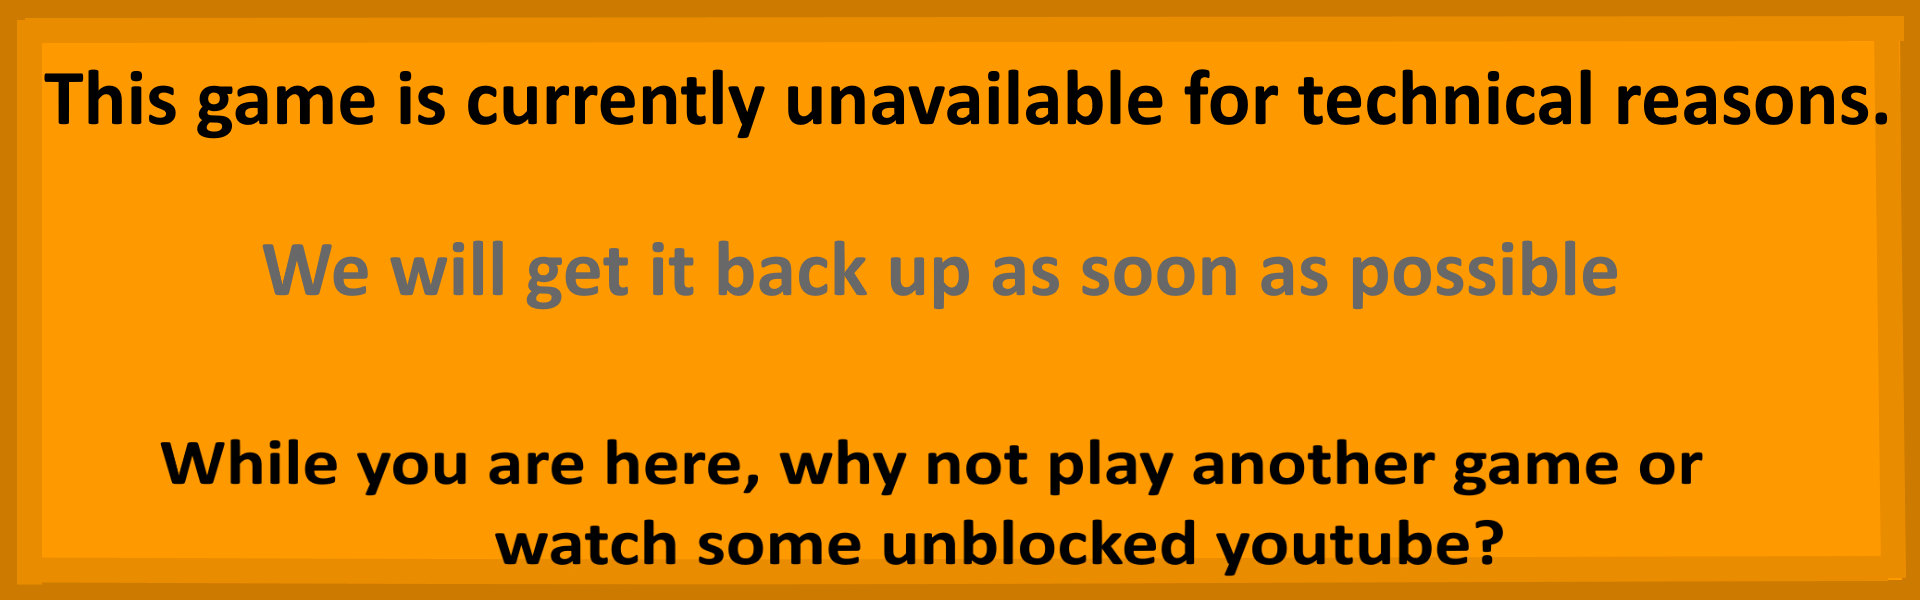 This game is currently unavailable for technical reasons.
We will get it back up as soon as possible
While you are here, why not play another game or
watch some unblocked youtube?